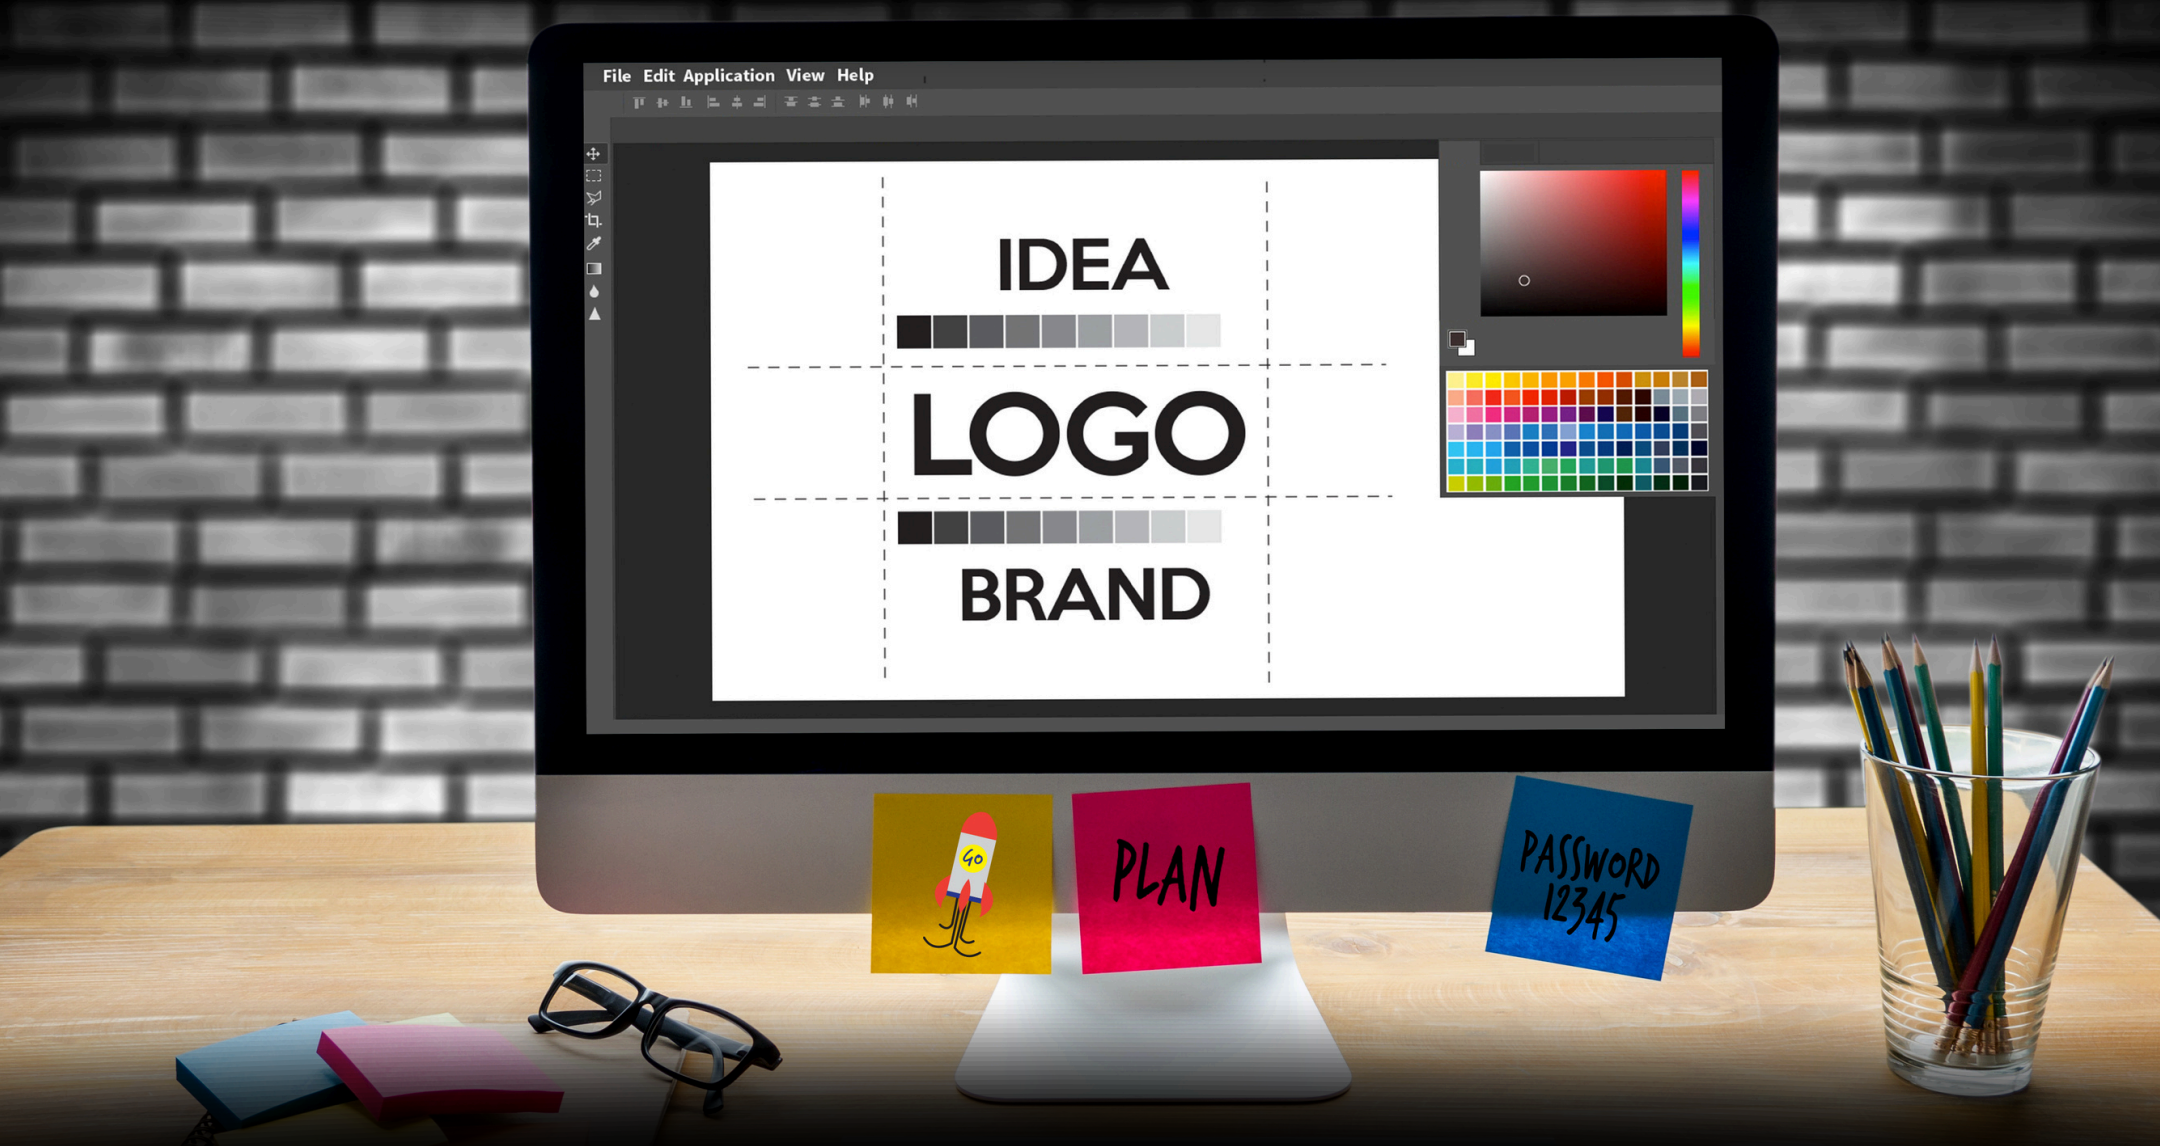 File Edit Application View Help
IDEA
LOGO
BRAND
GO
PLAN
PASSWORD
12345